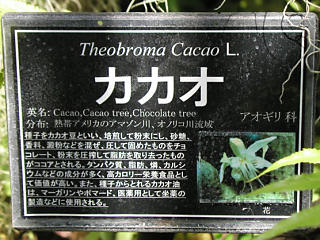 Theobroma Cacao L.
カカオ
英名: Cacao,Cacao tree,Chocolate tree
アオギリ科
分布: 熱帯アメリカのアマゾン川、オリノコ川流域
種子をカカオ豆といい、焙煎して粉末にし、砂糖、
香料、澱粉などを混ぜ、圧して固めたものをチョ
コレート、粉末を圧搾して脂肪を取り去ったもの
がココアとされる。タンパク質、脂肪、燐、カルシ
ウムなどの成分が多く、高カロリー栄養食品とし
て価値が高い。また、種子からとれるカカオ油
は、マーガリンやポマード、医薬用として坐薬の
製造などに使用される。
花